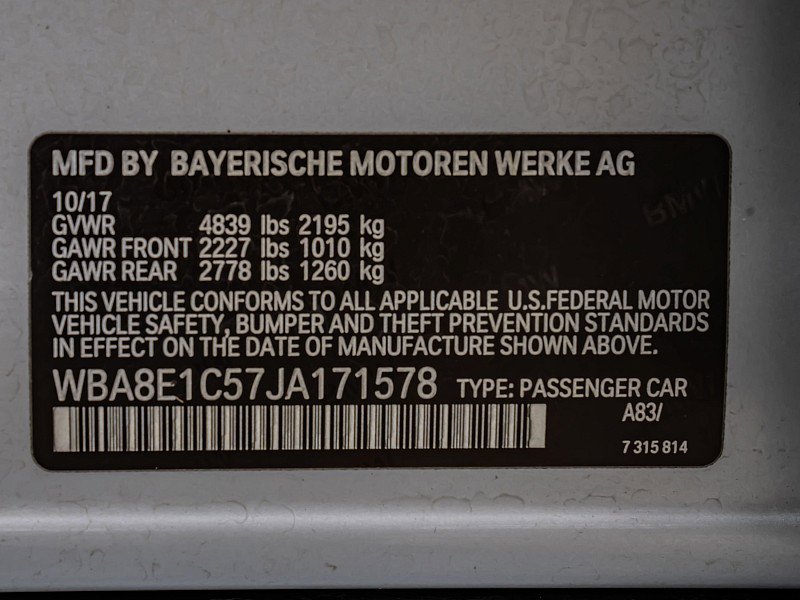 MFD BY BAYERISCHE MOTOREN WERKE AG
10/17
GVWR 4839 lbs 2195 kg
GAWR FRONT 2227 lbs 1010 kg
GAWR REAR 2778 lbs 1260 kg
THIS VEHICLE CONFORMS TO ALL APPLICABLE U.S.FEDERAL MOTOR
VEHICLE SAFETY, BUMPER AND THEFT PREVENTION STANDARDS
IN EFFECT ON THE DATE OF MANUFACTURE SHOWN ABOVE.
WBA8E1C57JA171578 TYPE: PASSENGER CAR
A83/
7 315 814